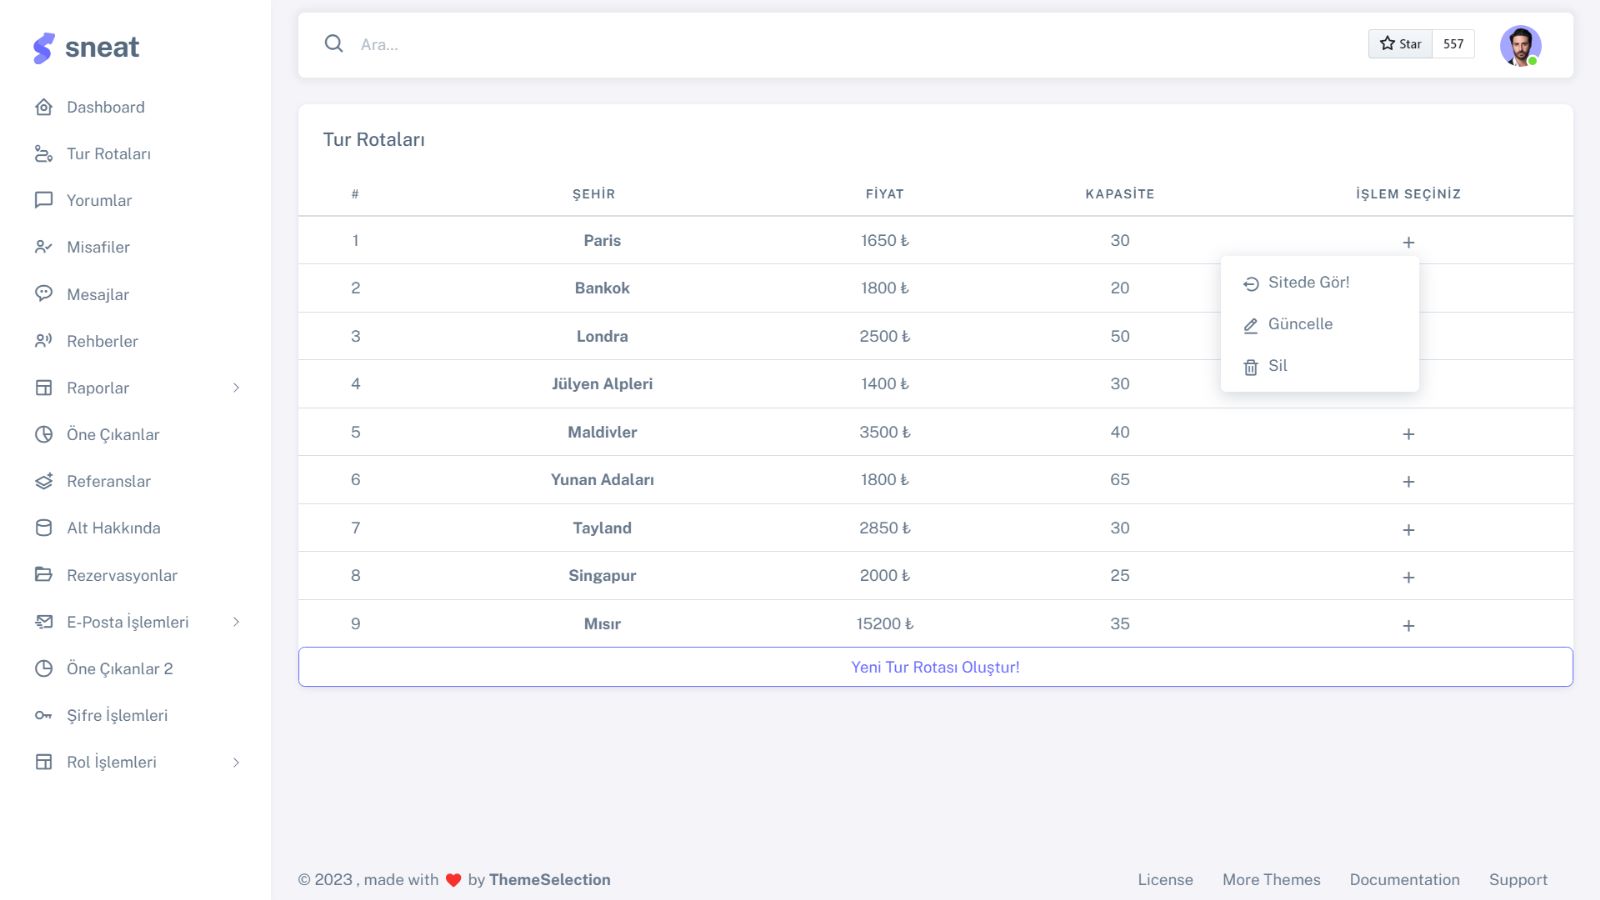 sneat
Dashboard
Tur Rotaları
Yorumlar
Misafiler
Mesajlar
Rehberler
Raporlar
Öne Çıkanlar
Referanslar
Alt Hakkında
Rezervasyonlar
E-Posta İşlemleri
Öne Çıkanlar 2
Şifre İşlemleri
Rol İşlemleri
Ara...
Star 557
Tur Rotaları
# ŞEHİR FİYAT KAPASİTE İŞLEM SEÇİNİZ
1 Paris 1650 ₺ 30 +
2 Bankok 1800 ₺ 20
3 Londra 2500 ₺ 50
4 Jülyen Alpleri 1400 ₺ 30
5 Maldivler 3500 ₺ 40 +
6 Yunan Adaları 1800 ₺ 65 +
7 Tayland 2850 ₺ 30 +
8 Singapur 2000 ₺ 25 +
9 Mısır 15200 ₺ 35 +
Sitede Gör!
Güncelle
Sil
Yeni Tur Rotası Oluştur!
© 2023 , made with ❤️ by ThemeSelection
License More Themes Documentation Support